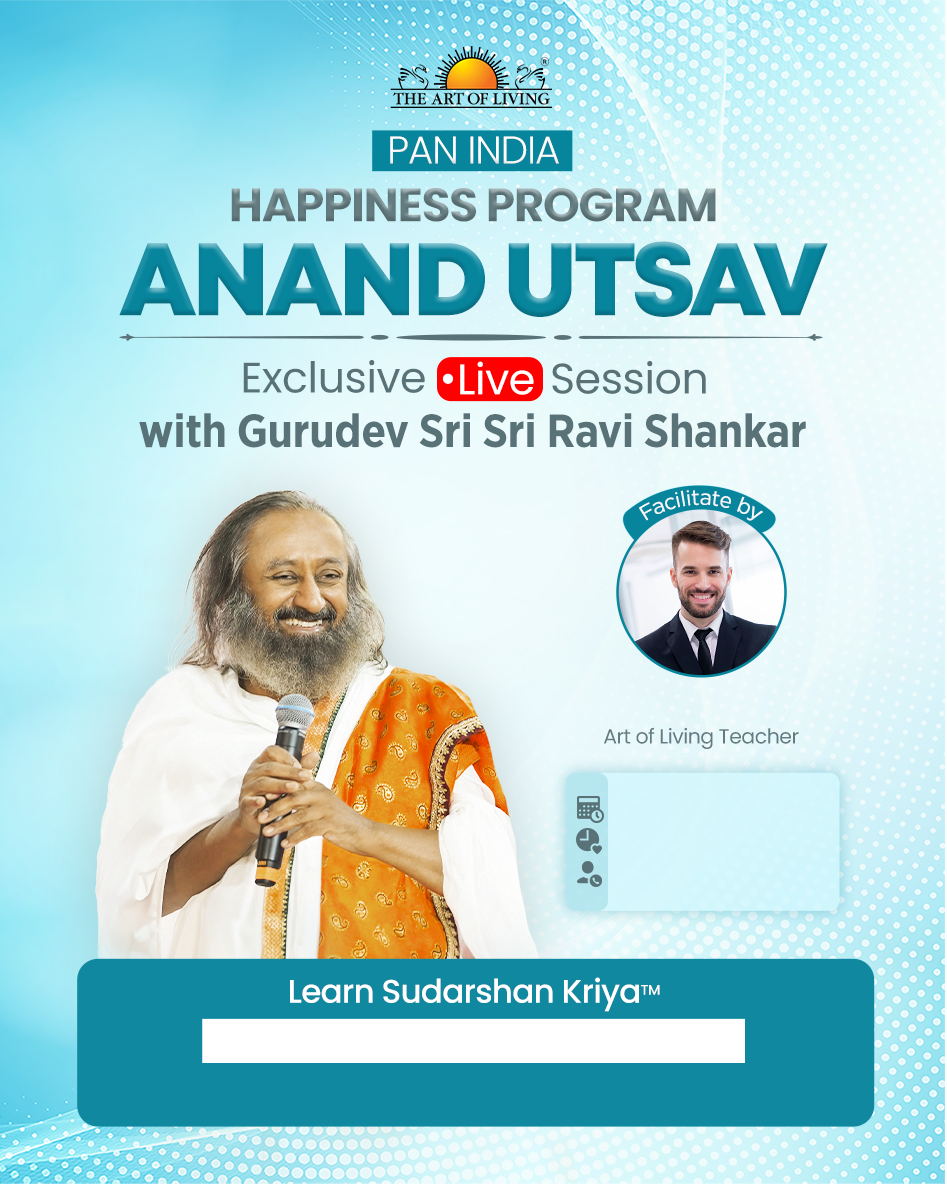 THE ART OF LIVING®
PAN INDIA
HAPPINESS PROGRAM
ANAND UTSAV
Exclusive •Live Session
with Gurudev Sri Sri Ravi Shankar
Facilitate by
Art of Living Teacher
Learn Sudarshan Kriya™